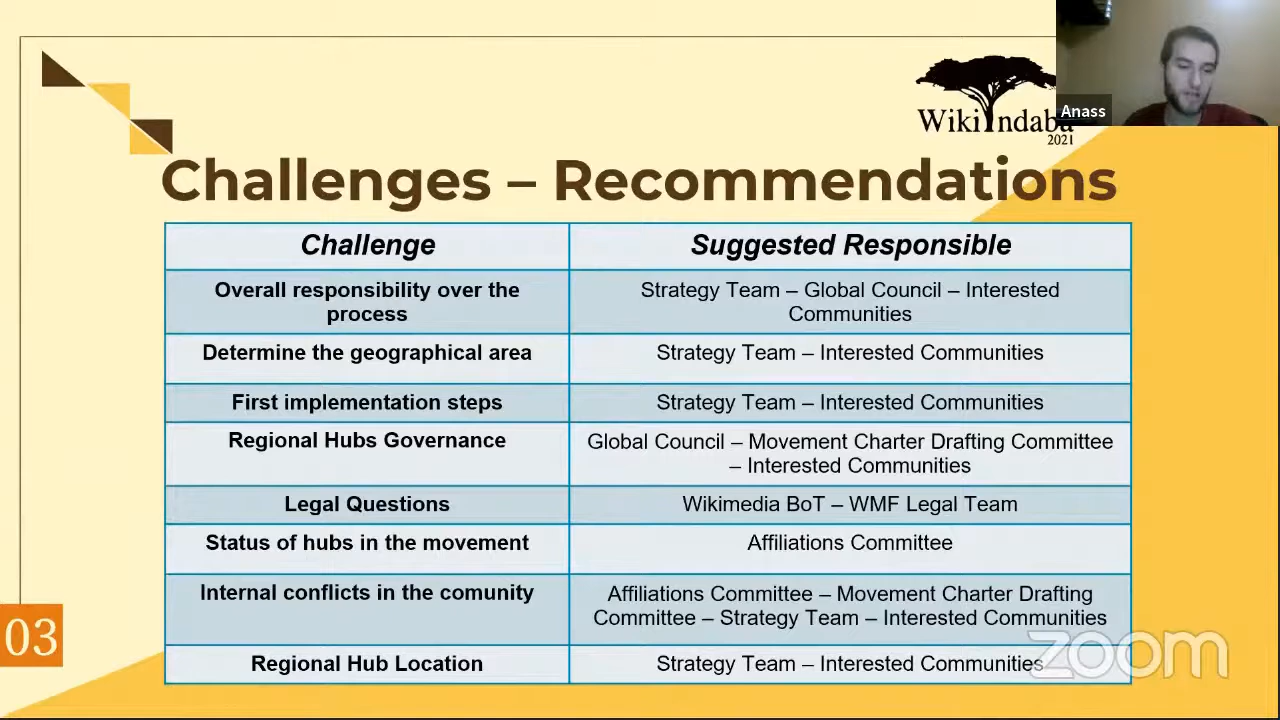 Anass
WikiIndaba
2021
Challenges – Recommendations
Challenge
Suggested Responsible
Overall responsibility over the
process
Strategy Team – Global Council – Interested
Communities
Determine the geographical area
Strategy Team – Interested Communities
First implementation steps
Strategy Team – Interested Communities
Regional Hubs Governance
Global Council – Movement Charter Drafting Committee
– Interested Communities
Legal Questions
Wikimedia BoT – WMF Legal Team
Status of hubs in the movement
Affiliations Committee
Internal conflicts in the comunity
Affiliations Committee – Movement Charter Drafting
Committee – Strategy Team – Interested Communities
Regional Hub Location
Strategy Team – Interested Communities
03
zoom